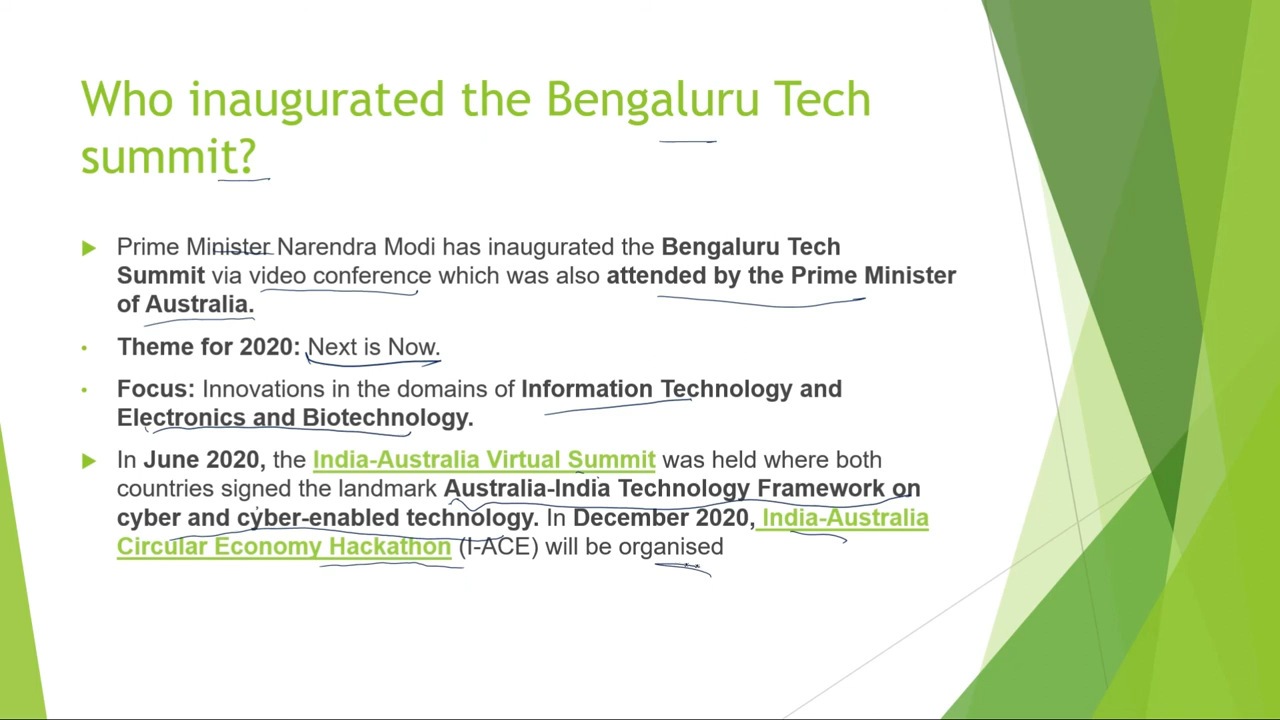 Who inaugurated the Bengaluru Tech
summit?
Prime Minister Narendra Modi has inaugurated the Bengaluru Tech
Summit via video conference which was also attended by the Prime Minister
of Australia.
Theme for 2020: Next is Now.
Focus: Innovations in the domains of Information Technology and
Electronics and Biotechnology.
In June 2020, the India-Australia Virtual Summit was held where both
countries signed the landmark Australia-India Technology Framework on
cyber and cyber-enabled technology. In December 2020, India-Australia
Circular Economy Hackathon (I-ACE) will be organised